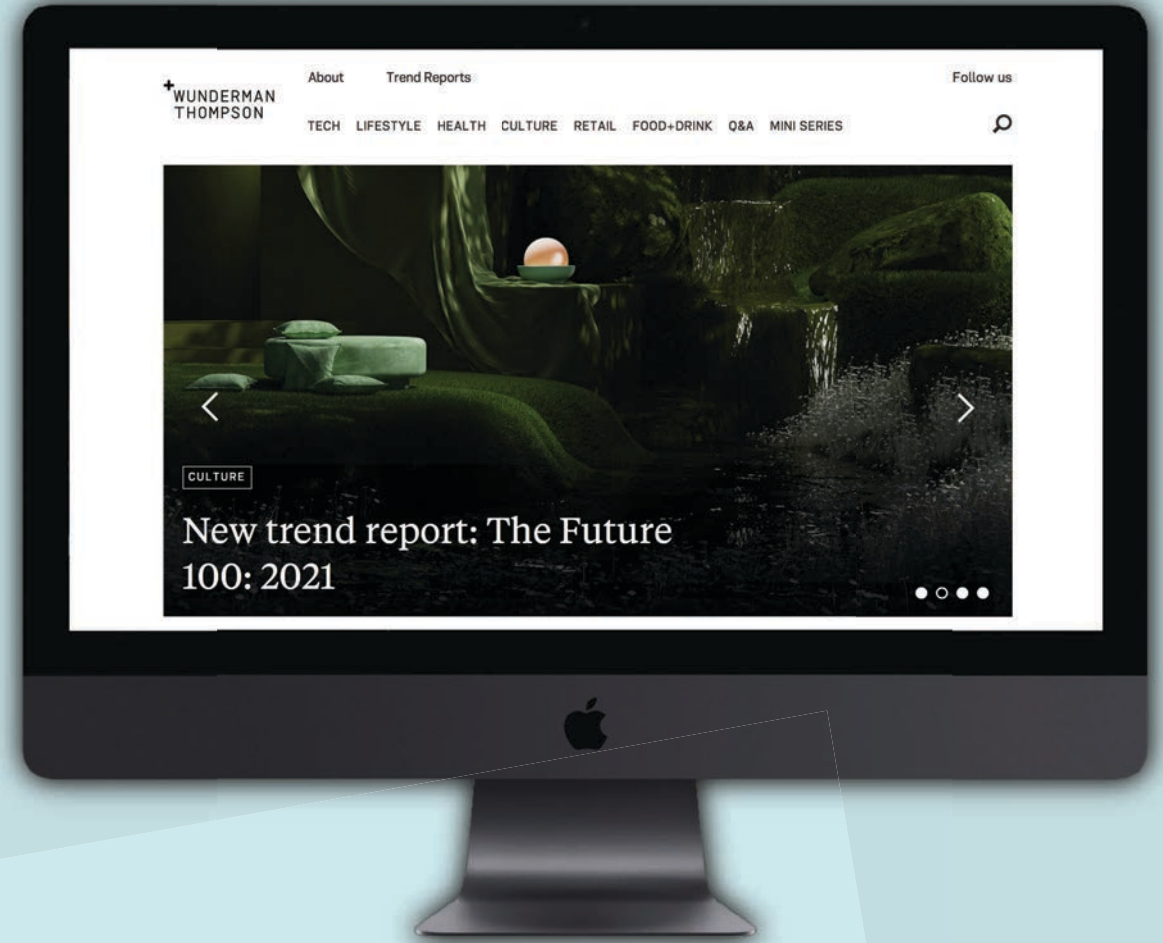 About Trend Reports Follow us
+WUNDERMAN
THOMPSON
TECH LIFESTYLE HEALTH CULTURE RETAIL FOOD+DRINK Q&A MINI SERIES
CULTURE
New trend report: The Future
100: 2021